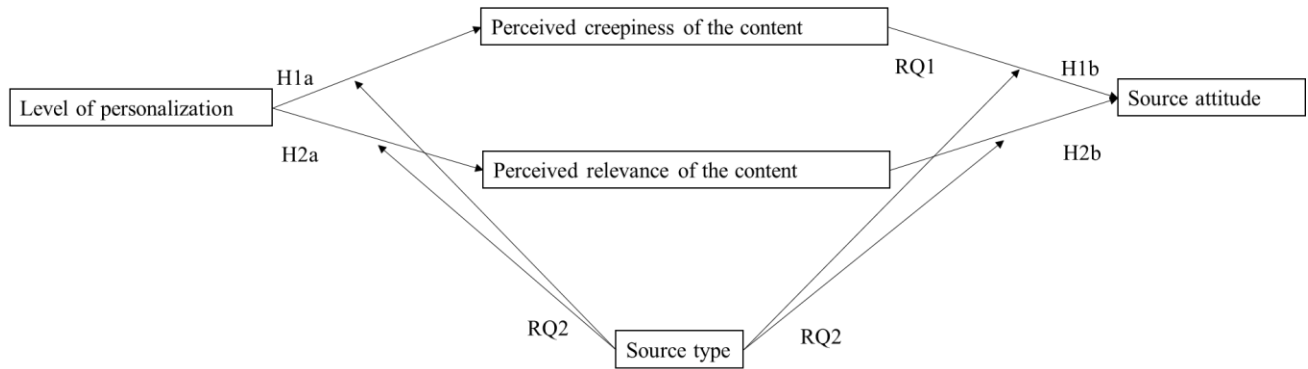 Perceived creepiness of the content
H1a
RQ1
H1b
Level of personalization
Source attitude
H2a
Perceived relevance of the content
H2b
RQ2
Source type
RQ2